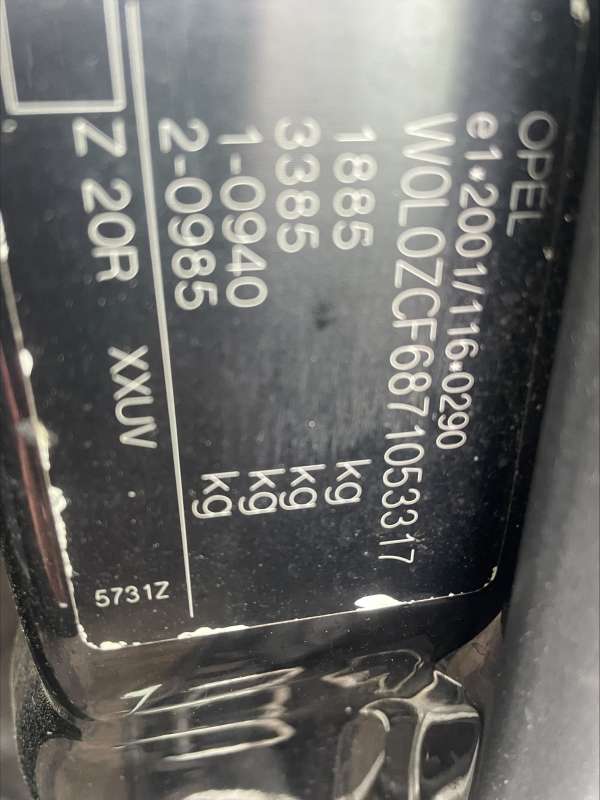 OPEL
e1*2001/116*0290
W0L0ZCF6871053317
1885 kg
3385 kg
1-0940 kg
2-0985 kg
Z 20R XXUV
5731Z